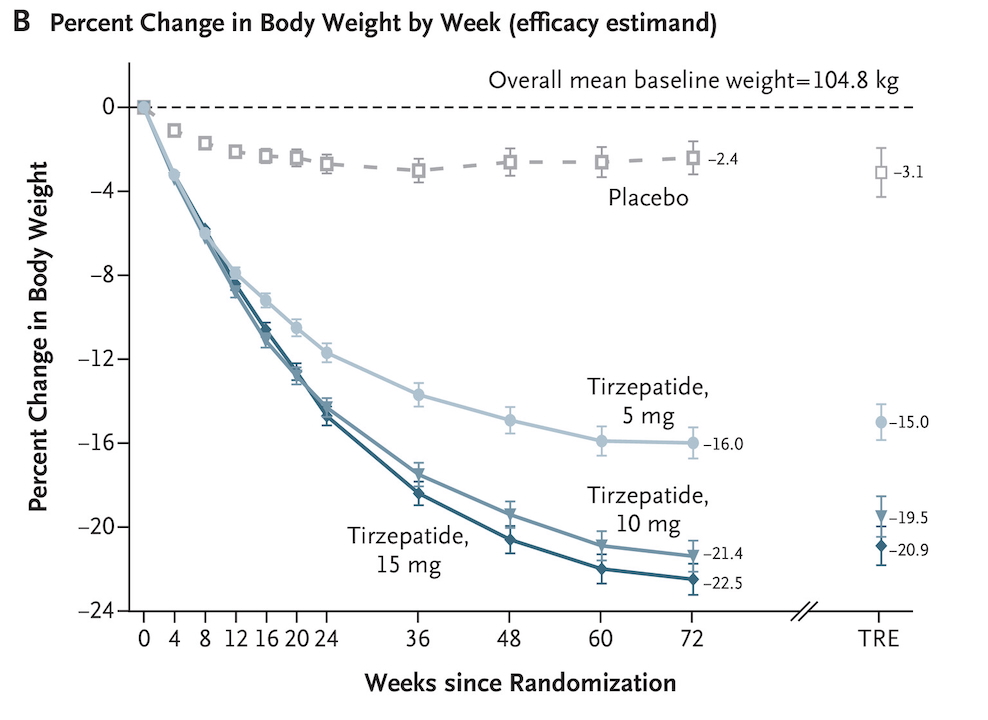 B Percent Change in Body Weight by Week (efficacy estimand)
Overall mean baseline weight=104.8 kg
Percent Change in Body Weight
0
−4
−8
−12
−16
−20
−24
−2.4
Placebo
−3.1
Tirzepatide,
5 mg
−16.0
−15.0
Tirzepatide,
10 mg
−21.4
−19.5
Tirzepatide,
15 mg
−22.5
−20.9
0 4 8 12 16 20 24 36 48 60 72 TRE
Weeks since Randomization